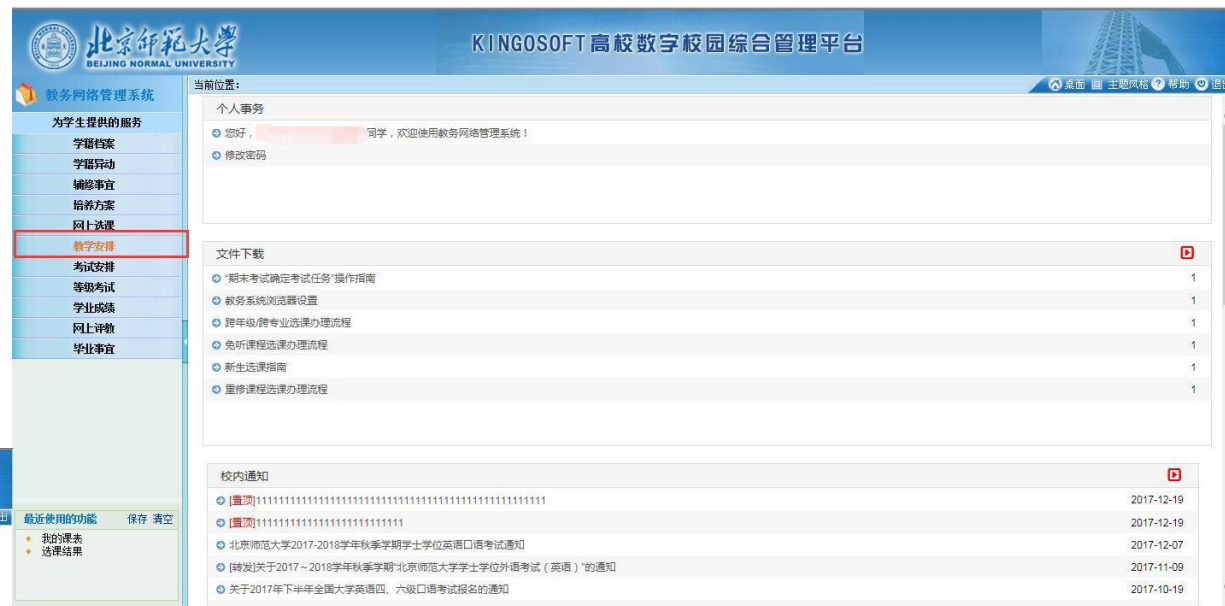 北京师范大学
BEIJING NORMAL UNIVERSITY
KINGOSOFT高校数字校园综合管理平台
教务网络管理系统
当前位置:
桌面 主题风格 帮助 退出
为学生提供的服务
学籍档案
学籍异动
辅修事宜
培养方案
网上选课
教学安排
考试安排
等级考试
学业成绩
网上评教
毕业事宜
最近使用的功能 保存 清空
我的课表
选课结果
个人事务
您好, 同学,欢迎使用教务网络管理系统!
修改密码
文件下载
“期末考试确定考试任务”操作指南 1
教务系统浏览器设置 1
跨年级/跨专业选课办理流程 1
免听课程选课办理流程 1
新生选课指南 1
重修课程选课办理流程 1
校内通知
[置顶]11111111111111111111111111111111111111111111111111 2017-12-19
[置顶]11111111111111111111111111 2017-12-19
北京师范大学2017-2018学年秋季学期学士学位英语口语考试通知 2017-12-07
[转发]关于2017~2018学年秋季学期“北京师范大学学士学位外语考试(英语)”的通知 2017-11-09
关于2017年下半年全国大学英语四、六级口语考试报名的通知 2017-10-19